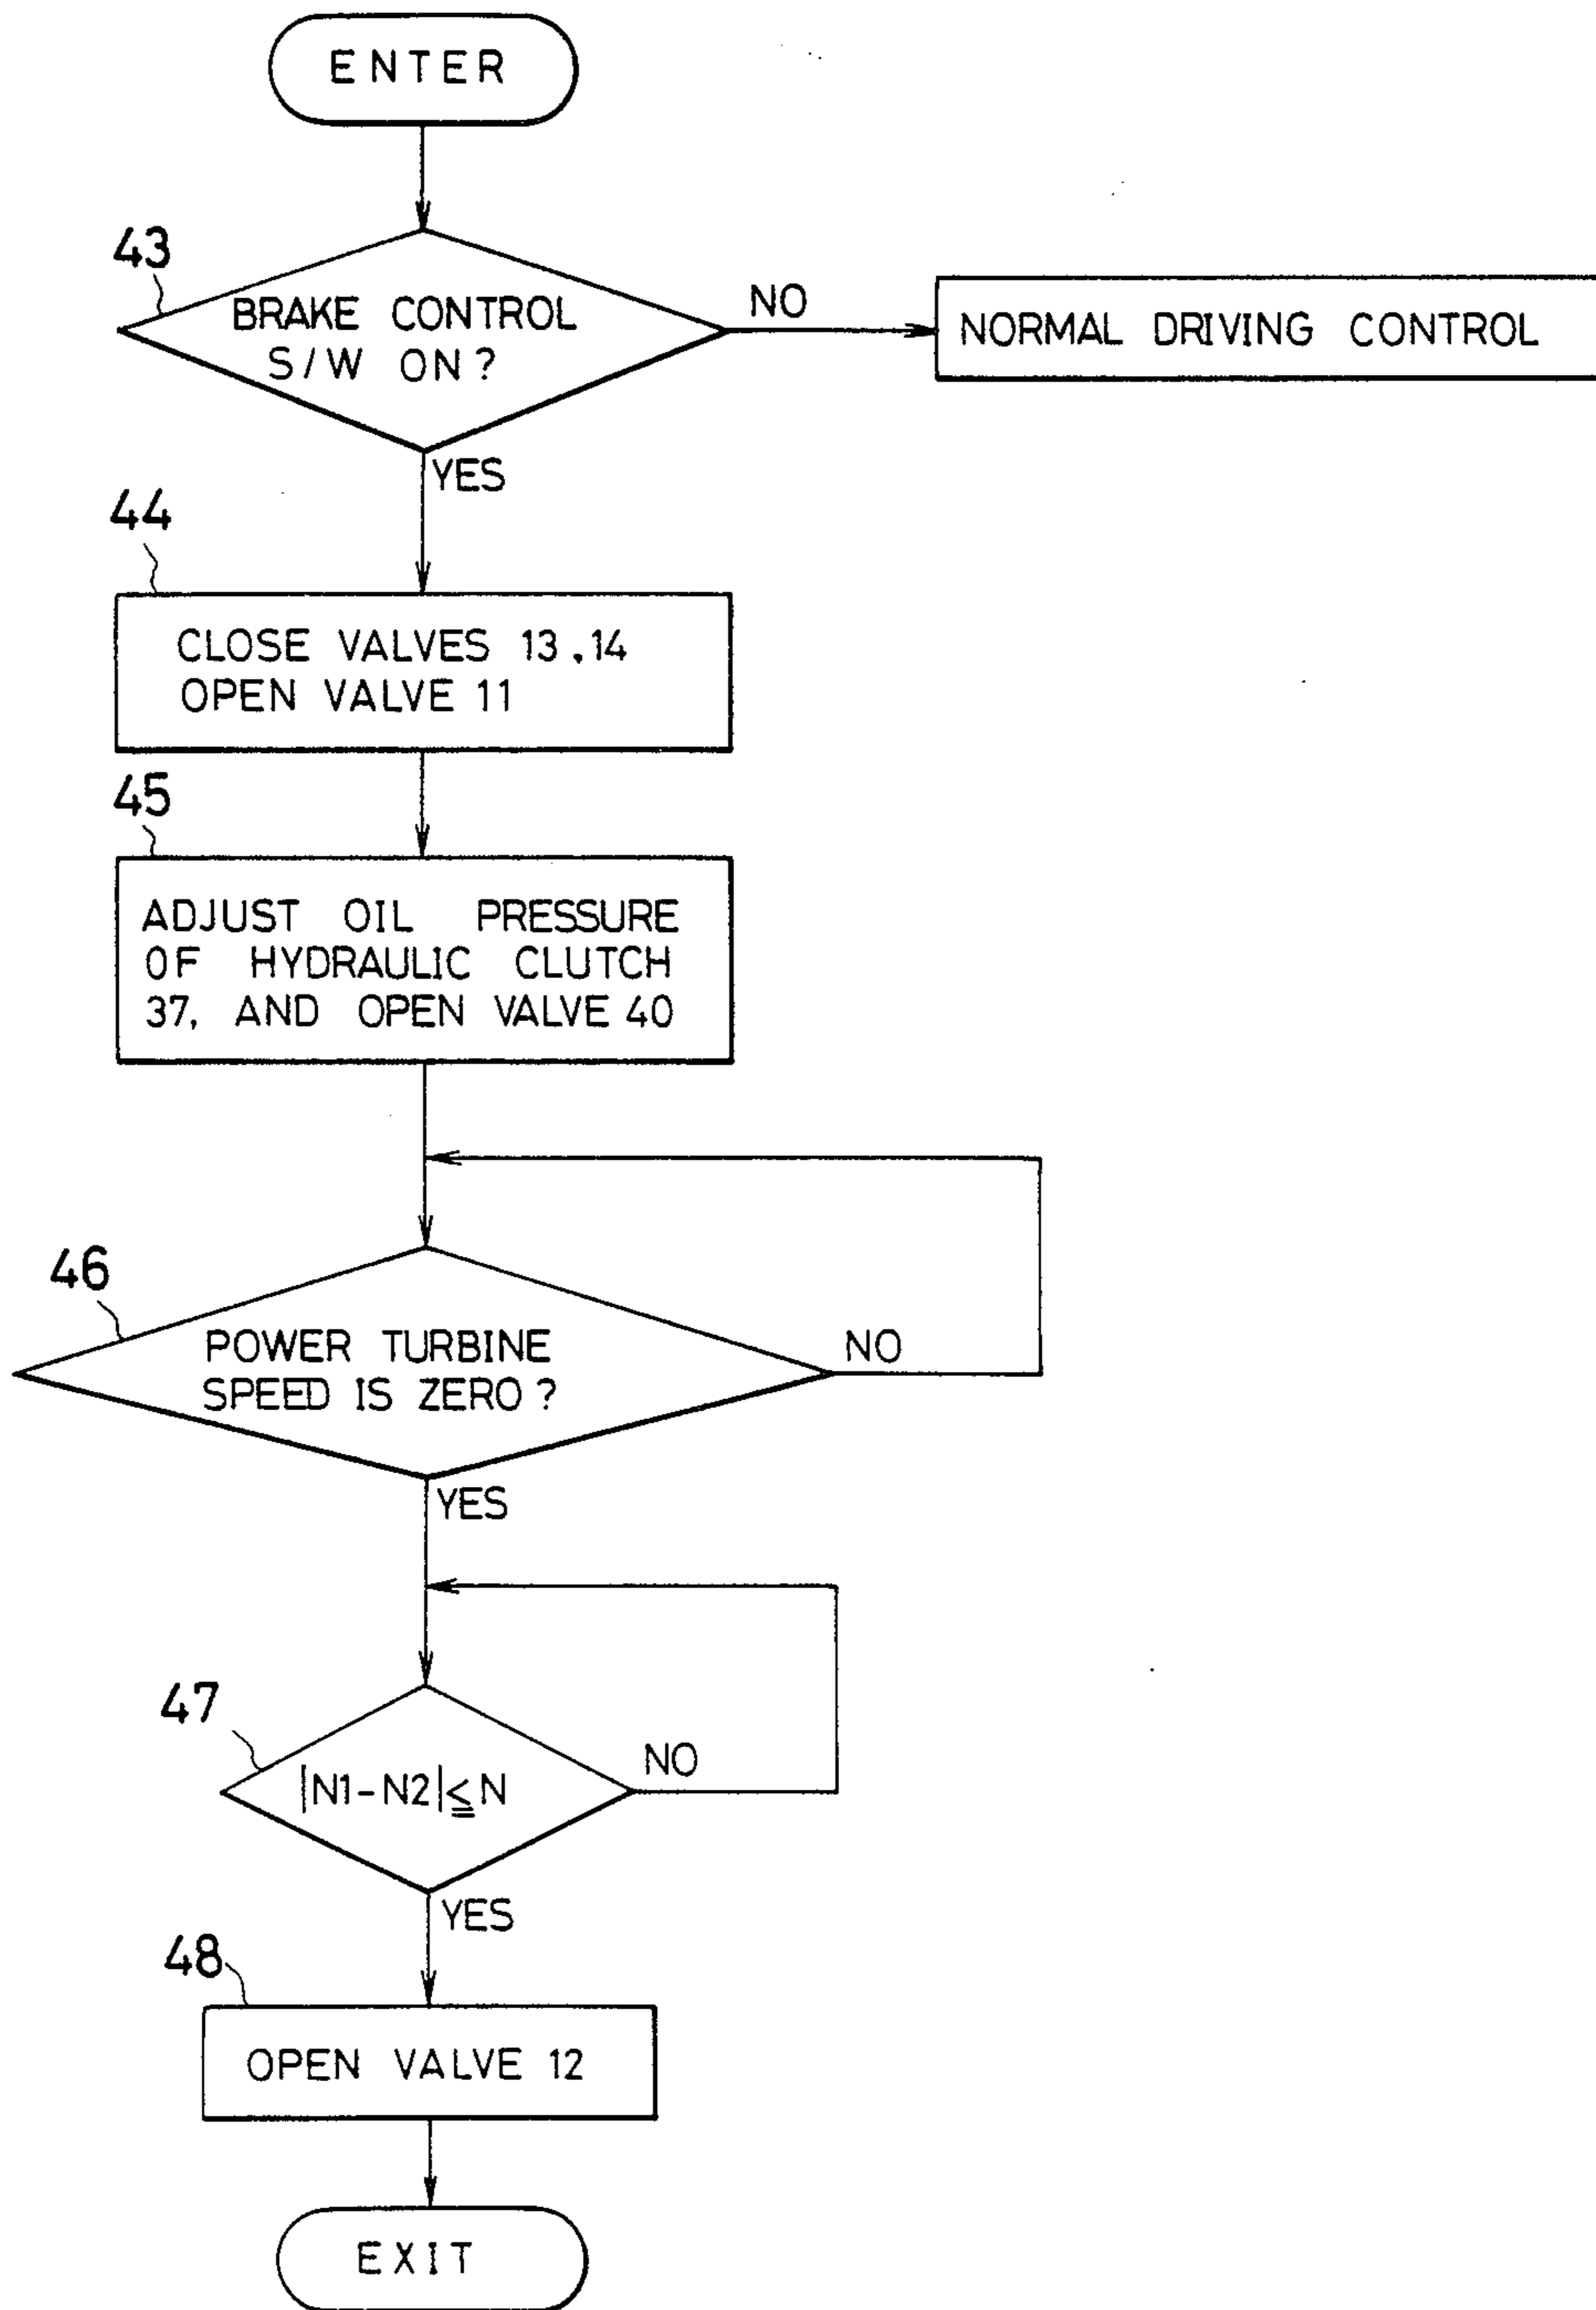 ENTER
43
BRAKE CONTROL
S/W ON?
NO
NORMAL DRIVING CONTROL
YES
44
CLOSE VALVES 13,14
OPEN VALVE 11
45
ADJUST OIL PRESSURE
OF HYDRAULIC CLUTCH
37, AND OPEN VALVE 40
46
POWER TURBINE
SPEED IS ZERO?
NO
YES
47
|N1-N2|≦N
NO
YES
48
OPEN VALVE 12
EXIT